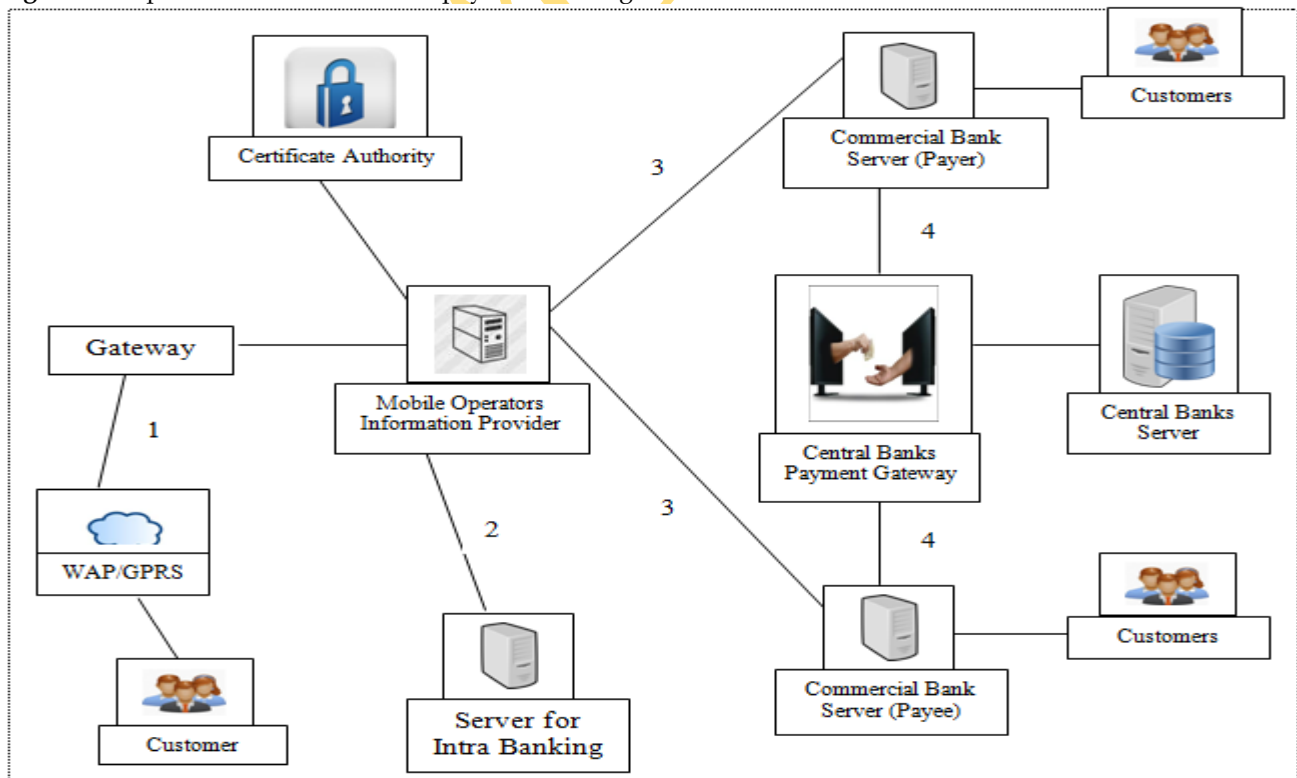 Customers
Commercial Bank
Server (Payer)
Certificate Authority
3
4
Gateway
Mobile Operators
Information Provider
1
Central Banks
Server
Central Banks
Payment Gateway
3
2
4
WAP/GPRS
Customers
Commercial Bank
Server (Payee)
Server for
Intra Banking
Customer